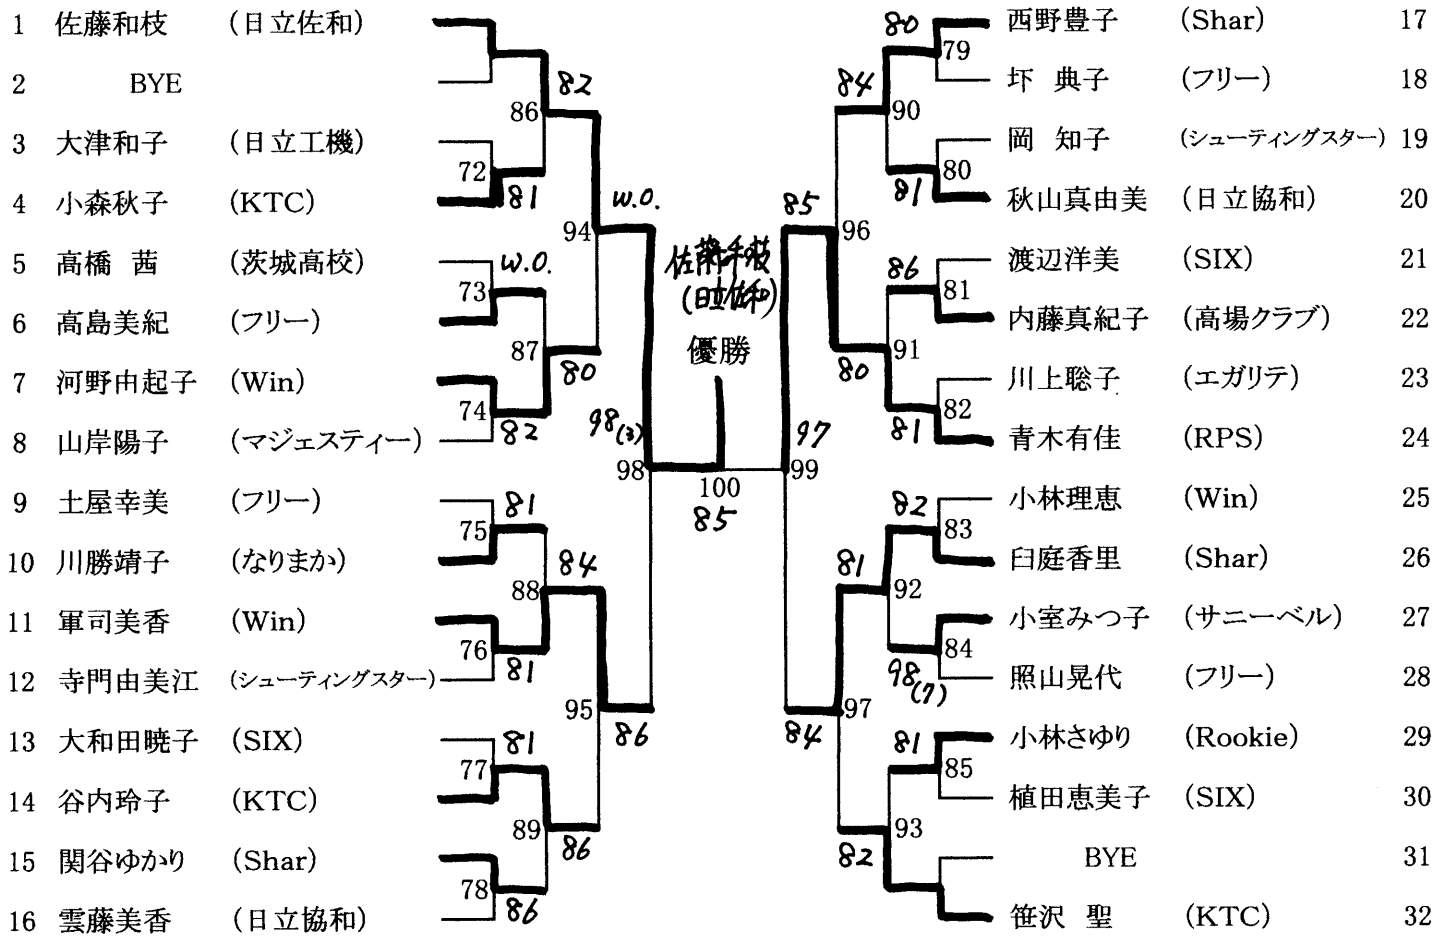 1 佐藤和枝 (日立佐和)
2 BYE
3 大津和子 (日立工機)
4 小森秋子 (KTC)
5 高橋 茜 (茨城高校)
6 高島美紀 (フリー)
7 河野由起子 (Win)
8 山岸陽子 (マジェスティー)
9 土屋幸美 (フリー)
10 川勝靖子 (なりまか)
11 軍司美香 (Win)
12 寺門由美江 (シューティングスター)
13 大和田暁子 (SIX)
14 谷内玲子 (KTC)
15 関谷ゆかり (Shar)
16 雲藤美香 (日立協和)
72 81
73 w.o.
74 82
75 81
76 81
77 81
78 86
86 82
87 80
88 84
89 86
94 w.o.
95 86
98 98(3)
佐藤和枝
(日立佐和)
優勝
100
85
99 97
96 85
97 84
90 84
91 80
92 81
93 82
79 80
80 81
81 86
82 81
83 82
84 98(7)
85 81
西野豊子 (Shar) 17
圷 典子 (フリー) 18
岡 知子 (シューティングスター) 19
秋山真由美 (日立協和) 20
渡辺洋美 (SIX) 21
内藤真紀子 (高場クラブ) 22
川上聡子 (エガリテ) 23
青木有佳 (RPS) 24
小林理恵 (Win) 25
臼庭香里 (Shar) 26
小室みつ子 (サニーベル) 27
照山晃代 (フリー) 28
小林さゆり (Rookie) 29
植田恵美子 (SIX) 30
BYE 31
笹沢 聖 (KTC) 32